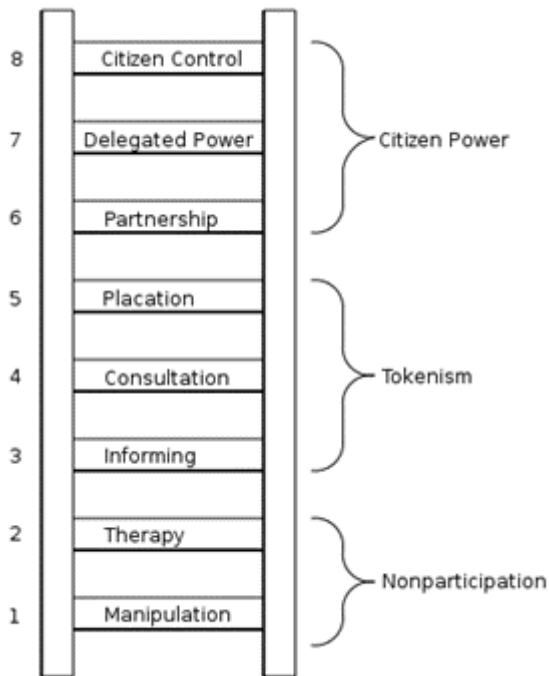 8 Citizen Control
7 Delegated Power
Citizen Power
6 Partnership
5 Placation
4 Consultation
Tokenism
3 Informing
2 Therapy
Nonparticipation
1 Manipulation